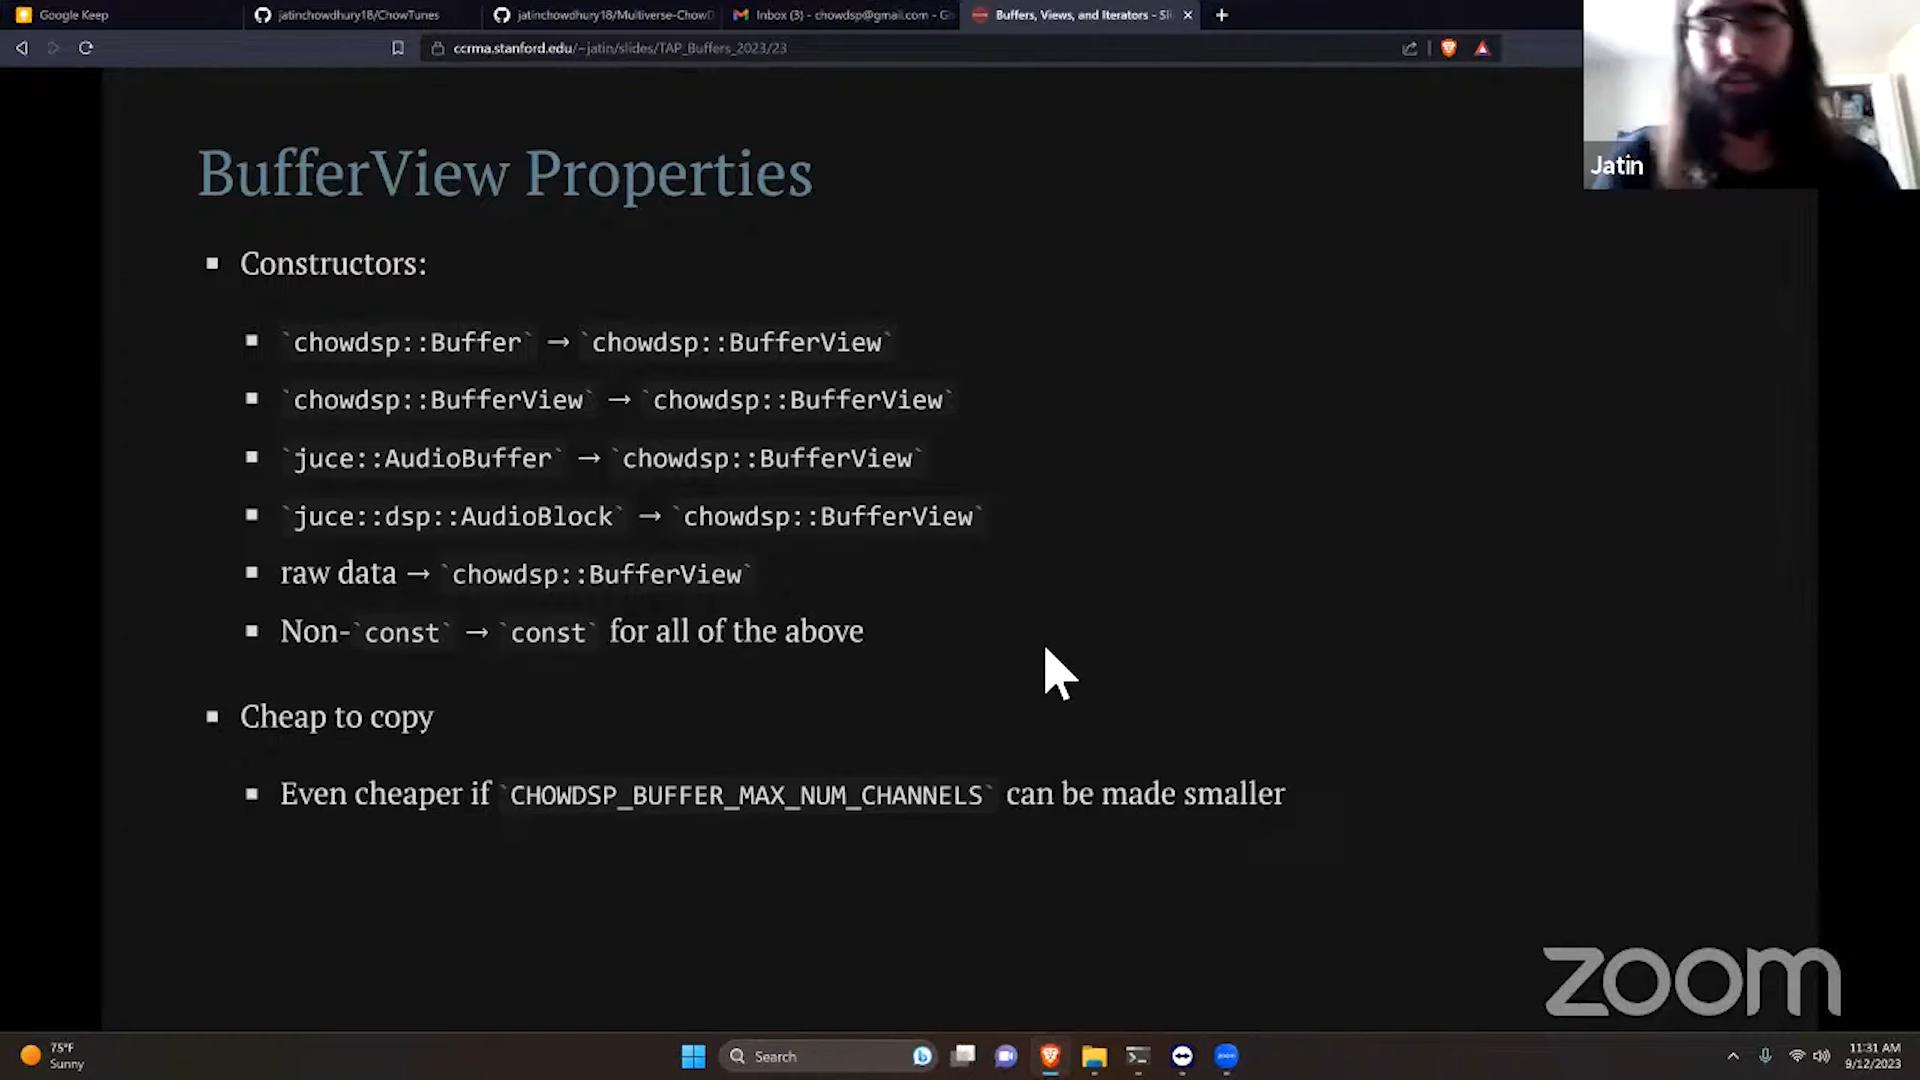 Google Keep
jatinchowdhury18/ChowTunes
jatinchowdhury18/Multiverse-ChowD
Inbox (3) - chowdsp@gmail.com - G
Buffers, Views, and Iterators - Sli
ccrma.stanford.edu/~jatin/slides/TAP_Buffers_2023/23
Jatin
BufferView Properties
Constructors:
`chowdsp::Buffer` → `chowdsp::BufferView`
`chowdsp::BufferView` → `chowdsp::BufferView`
`juce::AudioBuffer` → `chowdsp::BufferView`
`juce::dsp::AudioBlock` → `chowdsp::BufferView`
raw data → `chowdsp::BufferView`
Non-`const` → `const` for all of the above
Cheap to copy
Even cheaper if `CHOWDSP_BUFFER_MAX_NUM_CHANNELS` can be made smaller
zoom
75°F
Sunny
Search
zoom
11:31 AM
9/12/2023